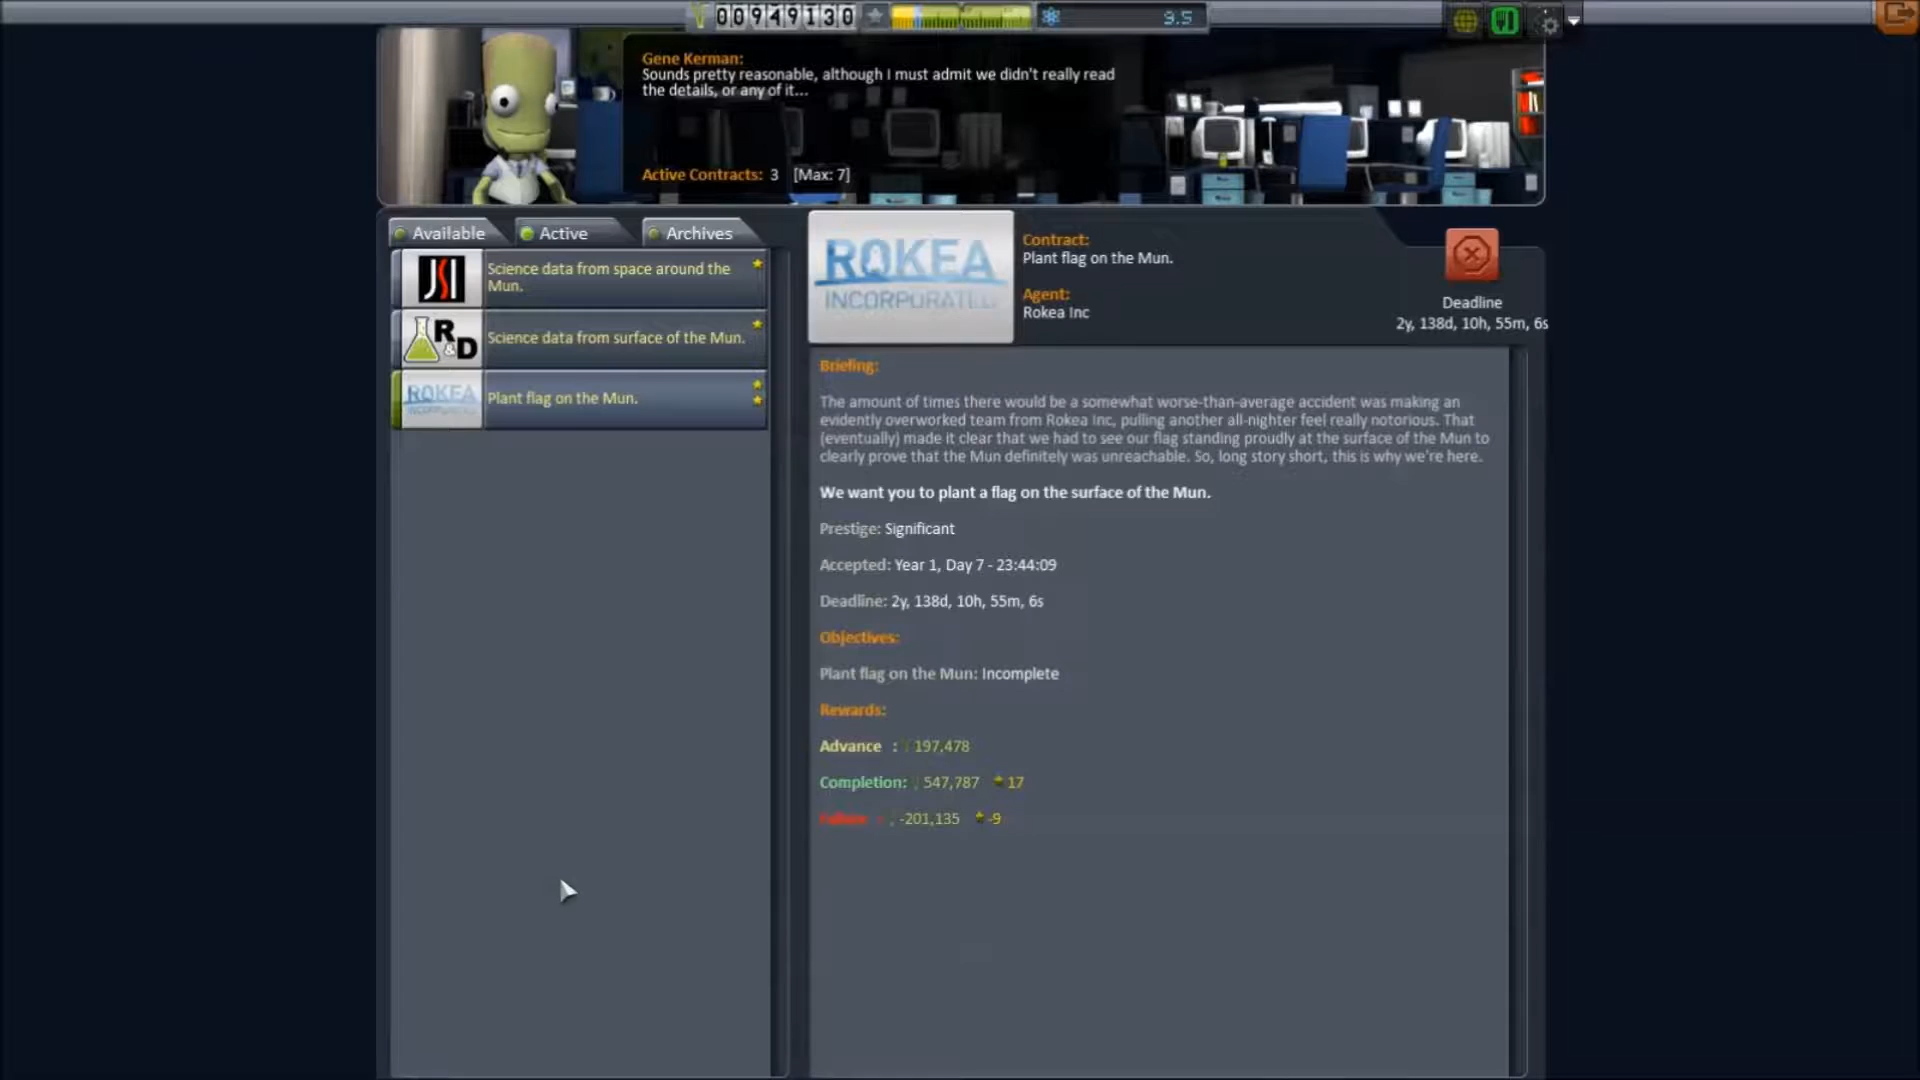 00949130
9.5
Gene Kerman:
Sounds pretty reasonable, although I must admit we didn't really read
the details, or any of it...
Active Contracts: 3 [Max: 7]
Available
Active
Archives
JSI
Science data from space around the
Mun.
R&D
Science data from surface of the Mun.
ROKEA
INCORPORATED
Plant flag on the Mun.
ROKEA
INCORPORATED
Contract:
Plant flag on the Mun.
Agent:
Rokea Inc
Deadline
2y, 138d, 10h, 55m, 6s
Briefing:
The amount of times there would be a somewhat worse-than-average accident was making an
evidently overworked team from Rokea Inc, pulling another all-nighter feel really notorious. That
(eventually) made it clear that we had to see our flag standing proudly at the surface of the Mun to
clearly prove that the Mun definitely was unreachable. So, long story short, this is why we're here.
We want you to plant a flag on the surface of the Mun.
Prestige: Significant
Accepted: Year 1, Day 7 - 23:44:09
Deadline: 2y, 138d, 10h, 55m, 6s
Objectives:
Plant flag on the Mun: Incomplete
Rewards:
Advance : 197,478
Completion: 547,787 17
Failure : -201,135 -9